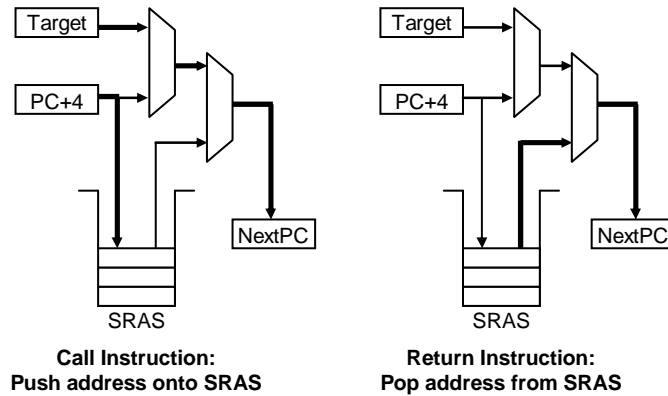 Target
PC+4
NextPC
SRAS
Call Instruction:
Push address onto SRAS
Target
PC+4
NextPC
SRAS
Return Instruction:
Pop address from SRAS